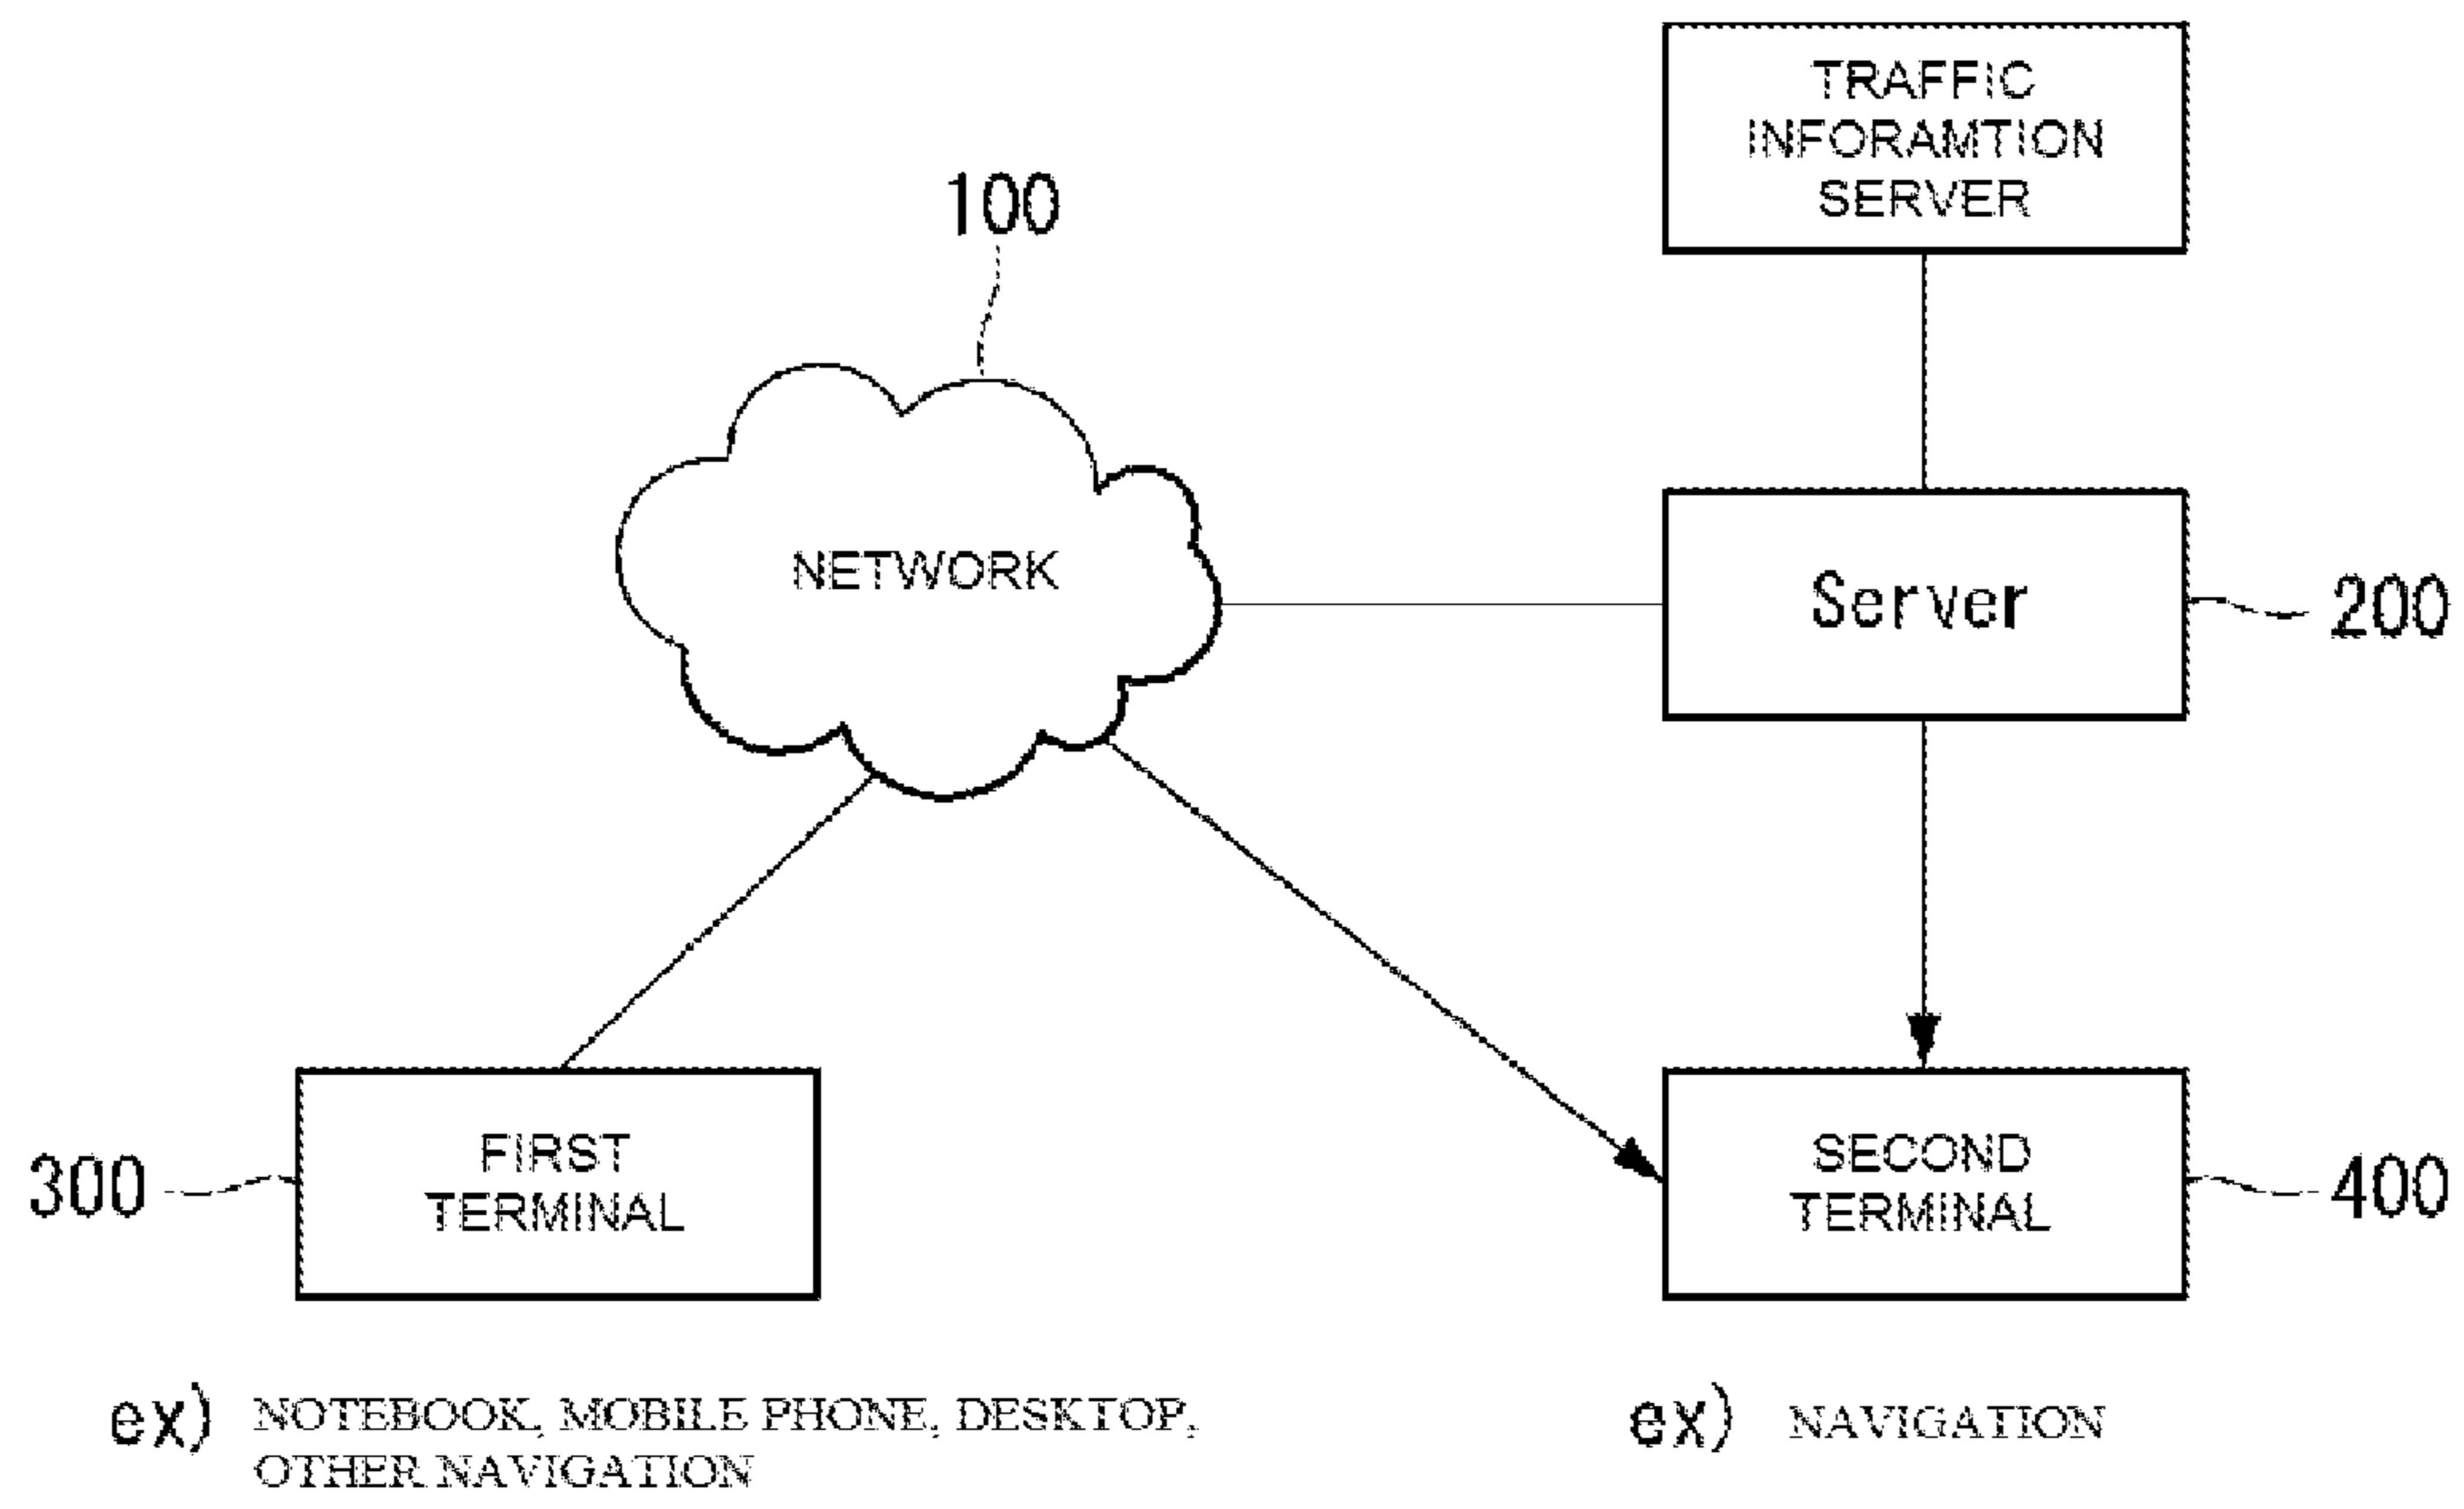 TRAFFIC
INFORAMTION
SERVER
100
NETWORK
Server
200
300
FIRST
TERMINAL
SECOND
TERMINAL
400
ex) NOTEBOOK, MOBILE PHONE, DESKTOP,
OTHER NAVIGATION
ex) NAVIGATION